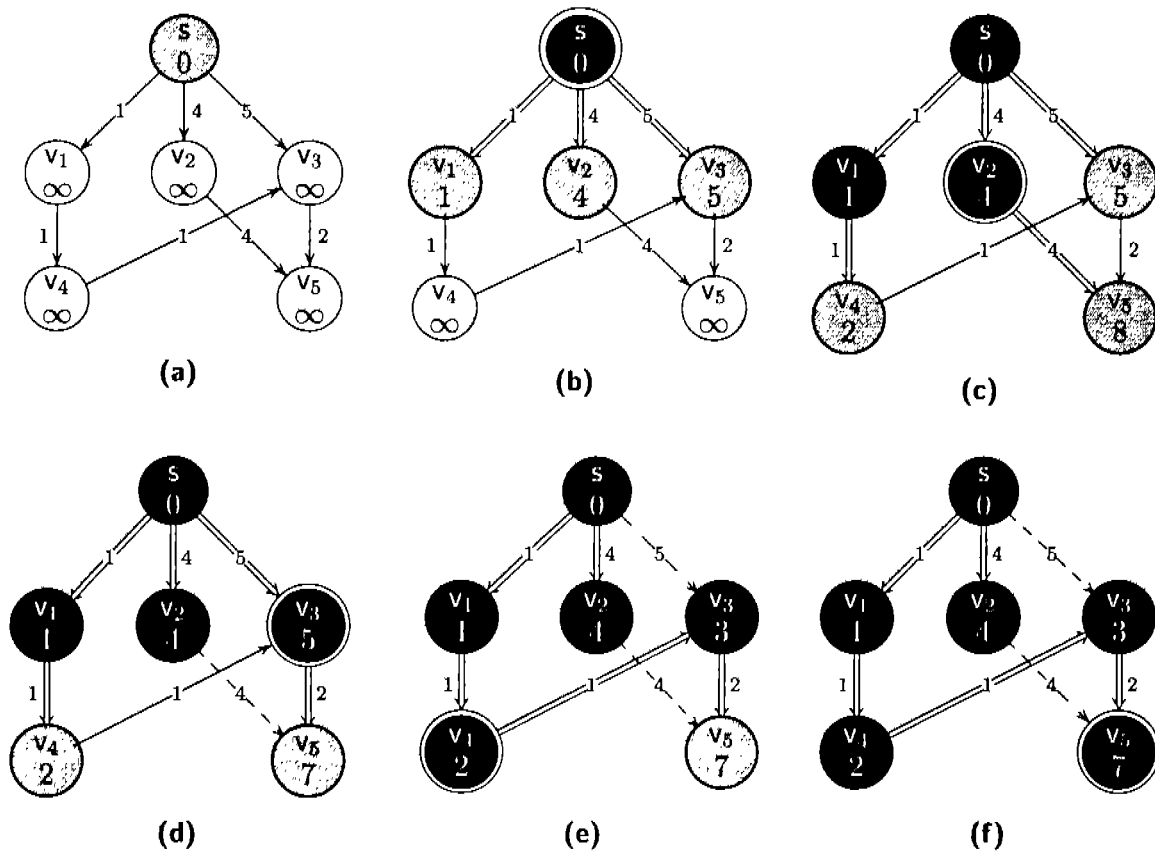 s s s
0 0 0
1 4 5 1 4 5 1 4 5
v₁ v₂ v₃ v₁ v₂ v₃ v₁ v₂ v₃
∞ ∞ ∞ 1 4 5 1 4 5
1 1 4 2 1 1 4 2 1 1 4 2
v₄ v₅ v₄ v₅ v₄ v₅
∞ ∞ ∞ ∞ 2 8
(a) (b) (c)
s s s
0 0 0
1 4 5 1 4 5 1 4 5
v₁ v₂ v₃ v₁ v₂ v₃ v₁ v₂ v₃
1 4 5 1 4 3 1 4 3
1 1 4 2 1 1 4 2 1 1 4 2
v₄ v₅ v₄ v₅ v₄ v₅
2 7 2 7 2 7
(d) (e) (f)